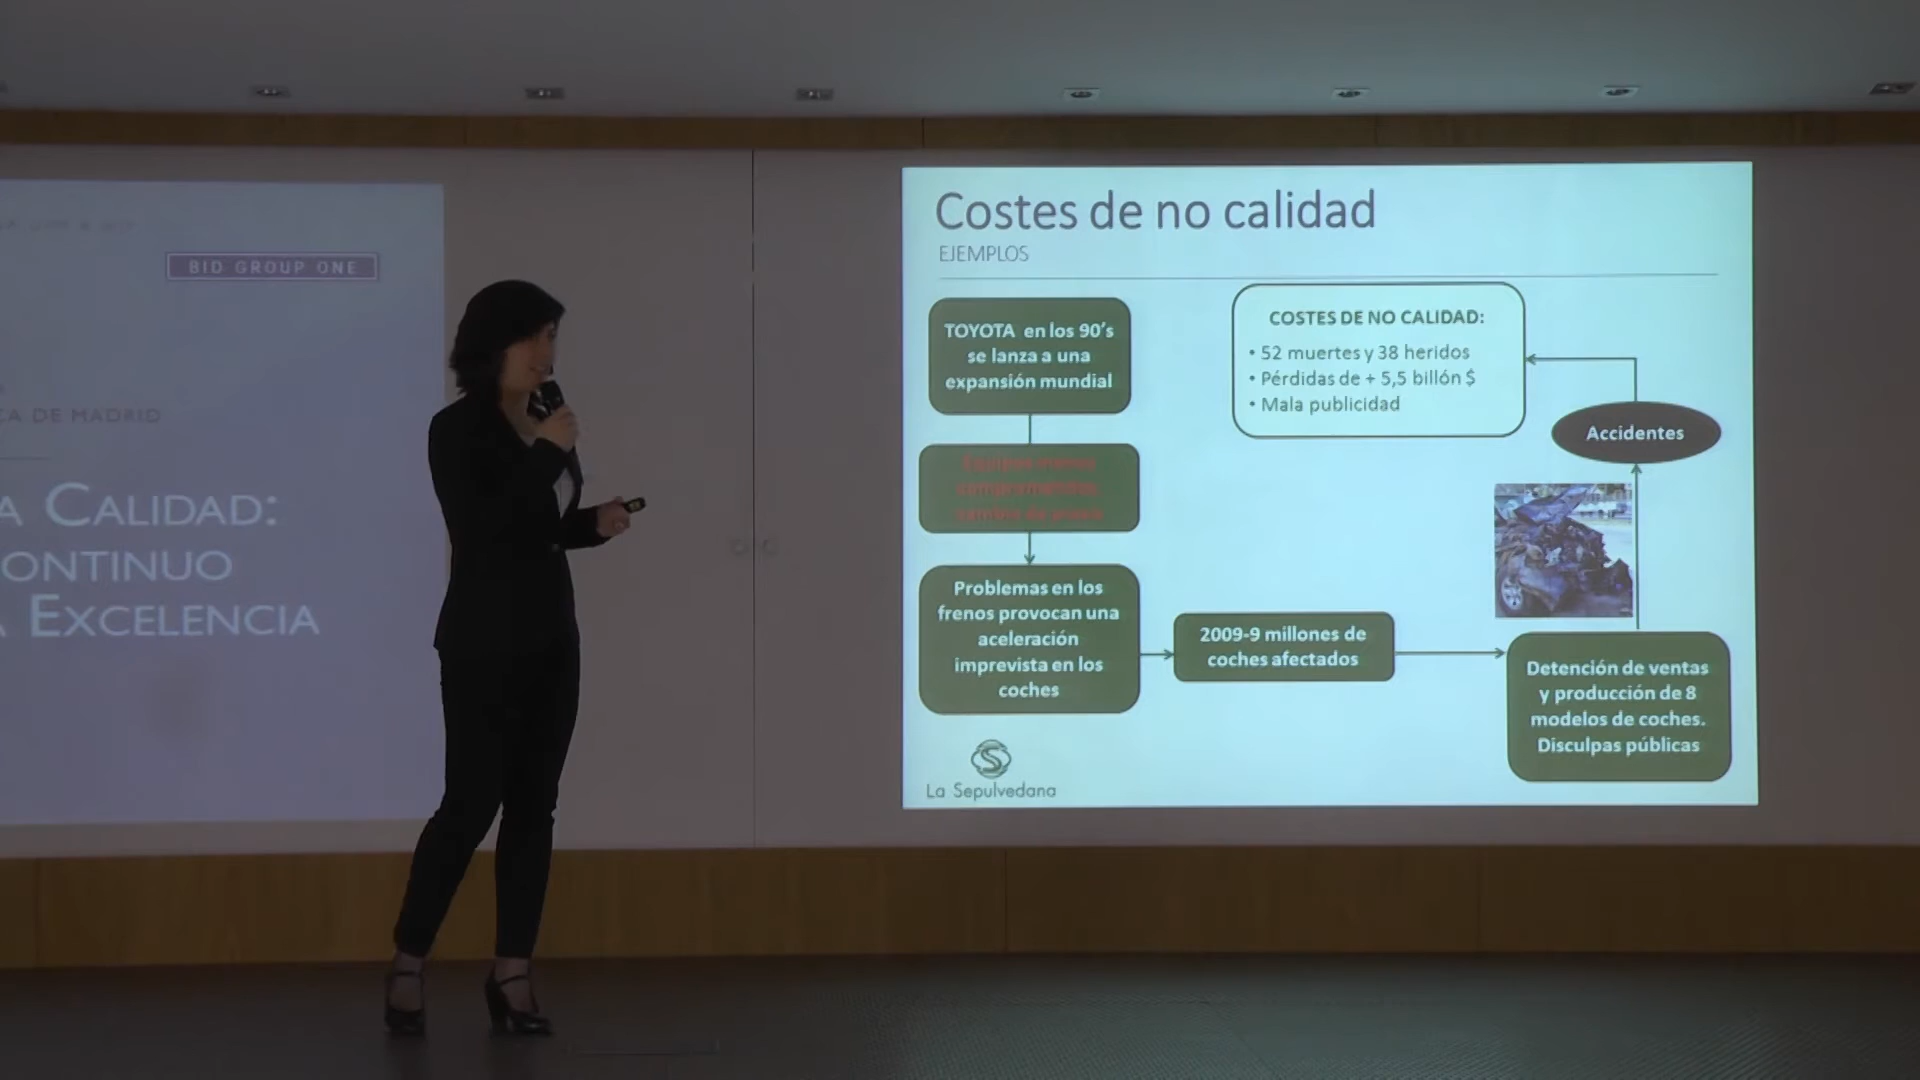 BID GROUP ONE
CA DE MADRID
A CALIDAD:
ONTINUO
A EXCELENCIA
Costes de no calidad
EJEMPLOS
TOYOTA en los 90's
se lanza a una
expansión mundial
comprometidos,
Problemas en los
frenos provocan una
aceleración
imprevista en los
coches
2009-9 millones de
coches afectados
Detención de ventas
y producción de 8
modelos de coches.
Disculpas públicas
Accidentes
COSTES DE NO CALIDAD:
• 52 muertes y 38 heridos
• Pérdidas de + 5,5 billón $
• Mala publicidad
S
La Sepulvedana